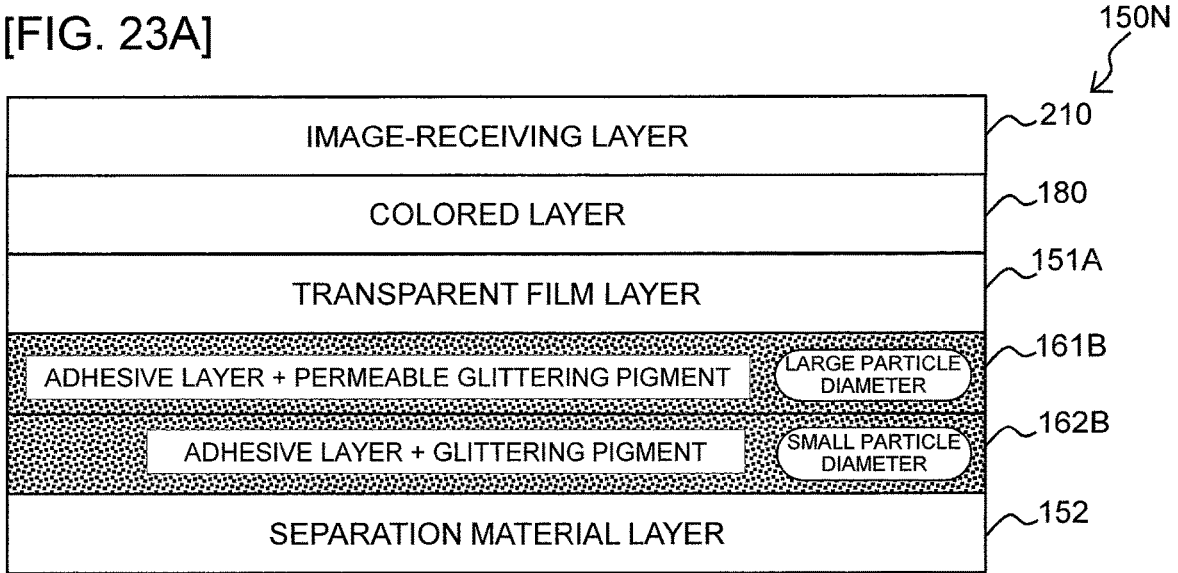 [FIG. 23A]
150N
IMAGE-RECEIVING LAYER
210
COLORED LAYER
180
TRANSPARENT FILM LAYER
151A
ADHESIVE LAYER + PERMEABLE GLITTERING PIGMENT
LARGE PARTICLE
DIAMETER
161B
ADHESIVE LAYER + GLITTERING PIGMENT
SMALL PARTICLE
DIAMETER
162B
SEPARATION MATERIAL LAYER
152